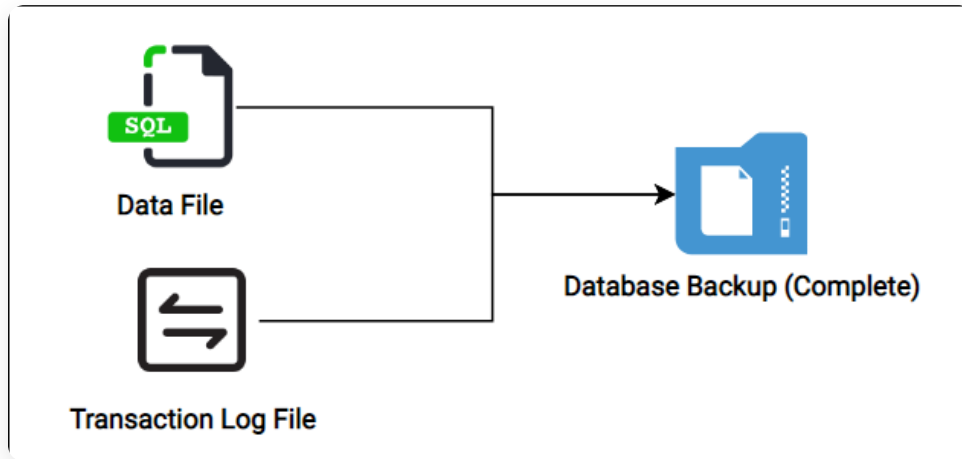 SQL
Data File
Database Backup (Complete)
Transaction Log File